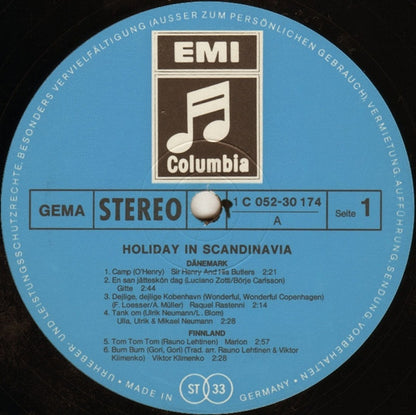 EMI
Columbia
GEMA
STEREO
1 C 052-30 174
A
Seite 1
HOLIDAY IN SCANDINAVIA
DÄNEMARK
1. Camp (O'Henry) Sir Henry And His Butlers 2:21
2. En san jätteskön dag (Luciano Zotti/Börje Carlsson)
Gitte 2:44
3. Dejlige, dejlige Kobenhavn (Wonderful, Wonderful Copenhagen)
(F. Loesser/A. Müller) Raquel Rastenni 2:14
4. Tank om (Ulrik Neumann/L. Blom)
Ulla, Ulrik & Mikael Neumann 2:28
FINNLAND
5. Tom Tom Tom (Rauno Lehtinen) Marion 2:57
6. Burn Burn (Gori, Gori) (Trad. arr. Rauno Lehtinen & Viktor
Klimenko) Viktor Klimenko 2:28
ST 33
• MADE IN GERMANY • URHEBER- UND LEISTUNGSSCHUTZRECHTE, BESONDERS VERVIELFÄLTIGUNG (AUSSER ZUM PERSÖNLICHEN GEBRAUCH), VERMIETUNG, AUFFÜHRUNG, SENDUNG VORBEHALTEN